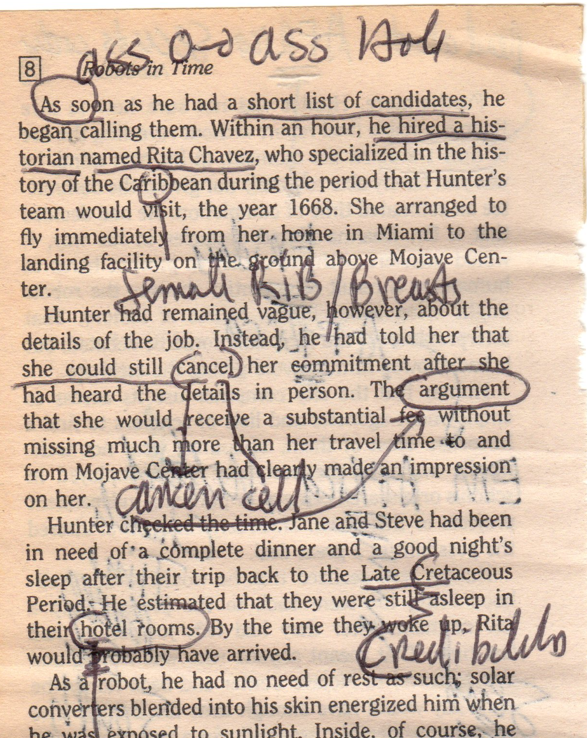 ass and ass Hole
8
Robots in Time
As soon as he had a short list of candidates, he
began calling them. Within an hour, he hired a his-
torian named Rita Chavez, who specialized in the his-
tory of the Caribbean during the period that Hunter's
team would visit, the year 1668. She arranged to
fly immediately from her home in Miami to the
landing facility on the ground above Mojave Cen-
ter.
female RIB/Breasts
Hunter had remained vague, however, about the
details of the job. Instead, he had told her that
she could still cancel her commitment after she
had heard the details in person. The argument
that she would receive a substantial fee without
missing much more than her travel time to and
from Mojave Center had clearly made an impression
on her.
cancer cell
Hunter checked the time. Jane and Steve had been
in need of a complete dinner and a good night's
sleep after their trip back to the Late Cretaceous
Period. He estimated that they were still asleep in
their hotel rooms. By the time they woke up, Rita
would probably have arrived.
As a robot, he had no need of rest as such; solar
converters blended into his skin energized him when
he was exposed to sunlight. Inside, of course, he